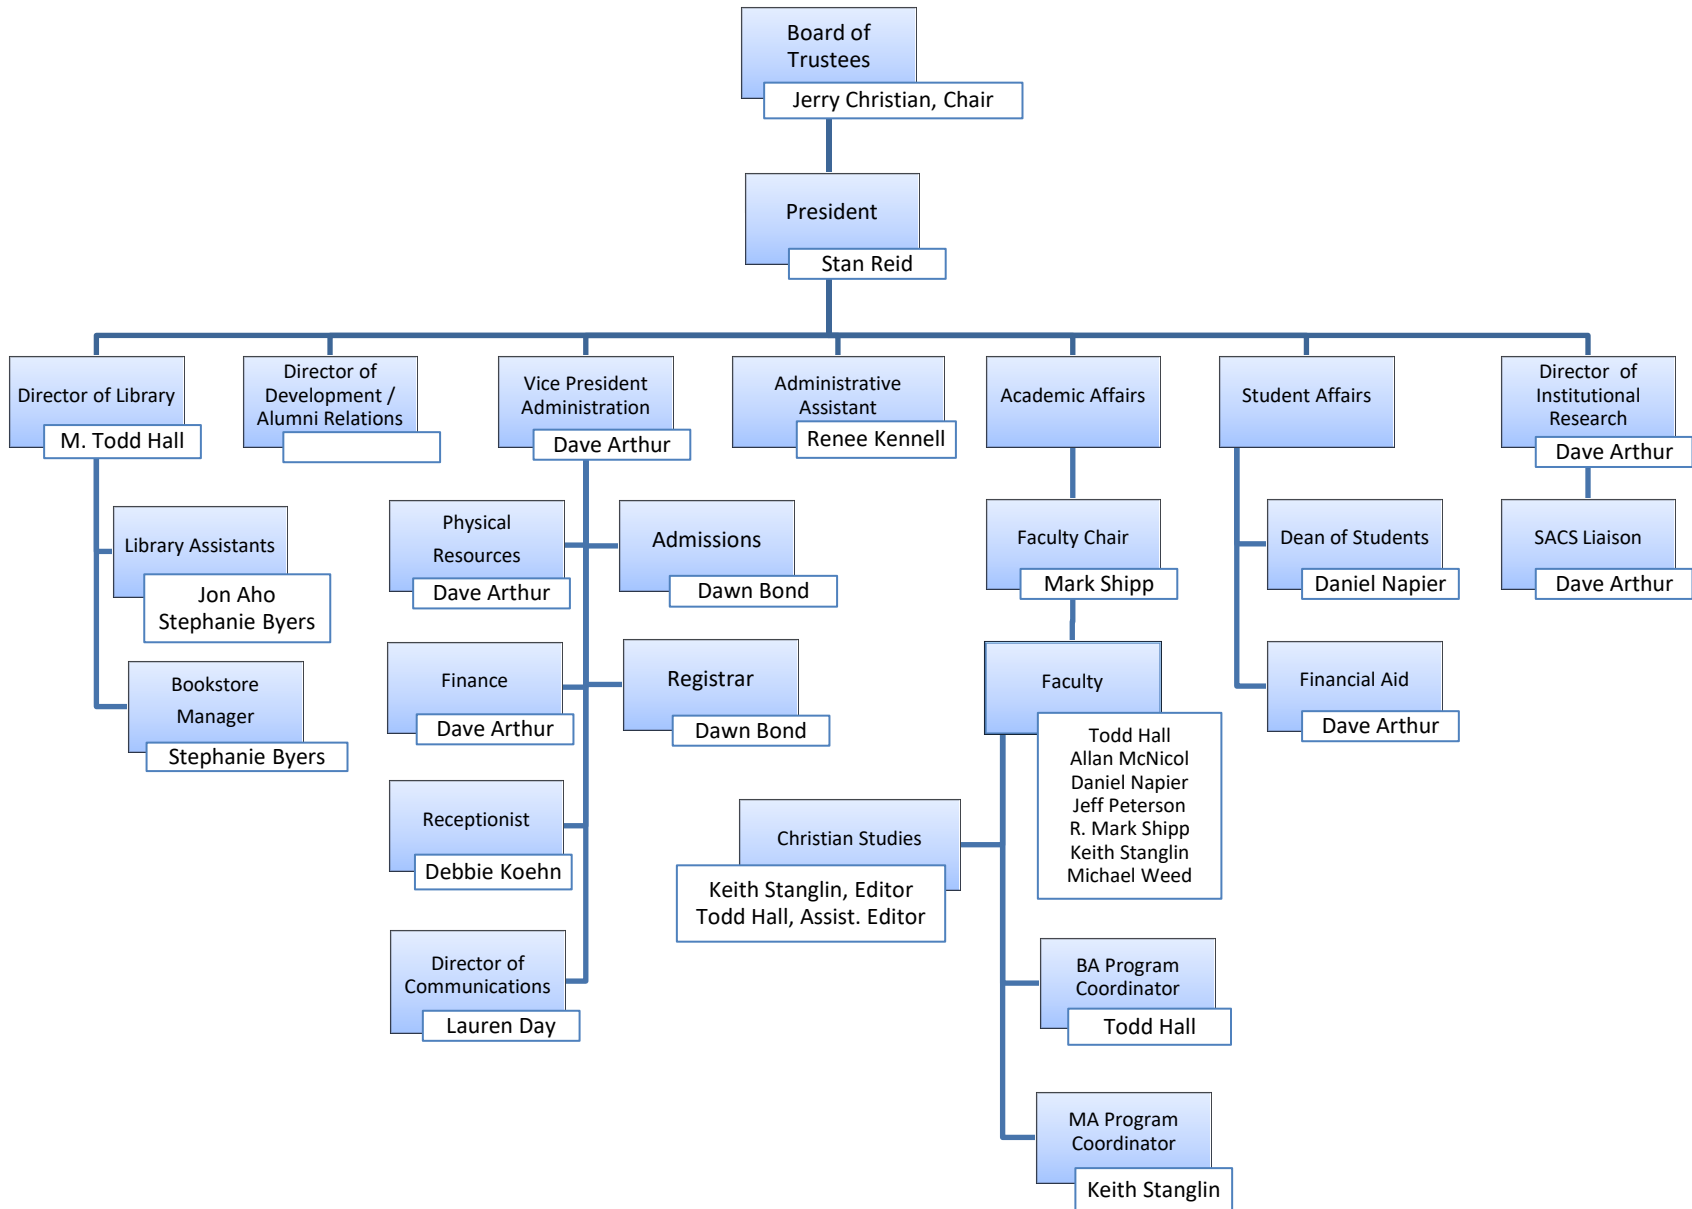 Board of
Trustees
Jerry Christian, Chair
President
Stan Reid
Director of Library
M. Todd Hall
Director of
Development /
Alumni Relations
Vice President
Administration
Dave Arthur
Administrative
Assistant
Renee Kennell
Academic Affairs
Student Affairs
Director of
Institutional
Research
Dave Arthur
Library Assistants
Jon Aho
Stephanie Byers
Bookstore
Manager
Stephanie Byers
Physical
Resources
Dave Arthur
Admissions
Dawn Bond
Finance
Dave Arthur
Registrar
Dawn Bond
Receptionist
Debbie Koehn
Director of
Communications
Lauren Day
Faculty Chair
Mark Shipp
Faculty
Todd Hall
Allan McNicol
Daniel Napier
Jeff Peterson
R. Mark Shipp
Keith Stanglin
Michael Weed
Christian Studies
Keith Stanglin, Editor
Todd Hall, Assist. Editor
BA Program
Coordinator
Todd Hall
MA Program
Coordinator
Keith Stanglin
Dean of Students
Daniel Napier
Financial Aid
Dave Arthur
SACS Liaison
Dave Arthur